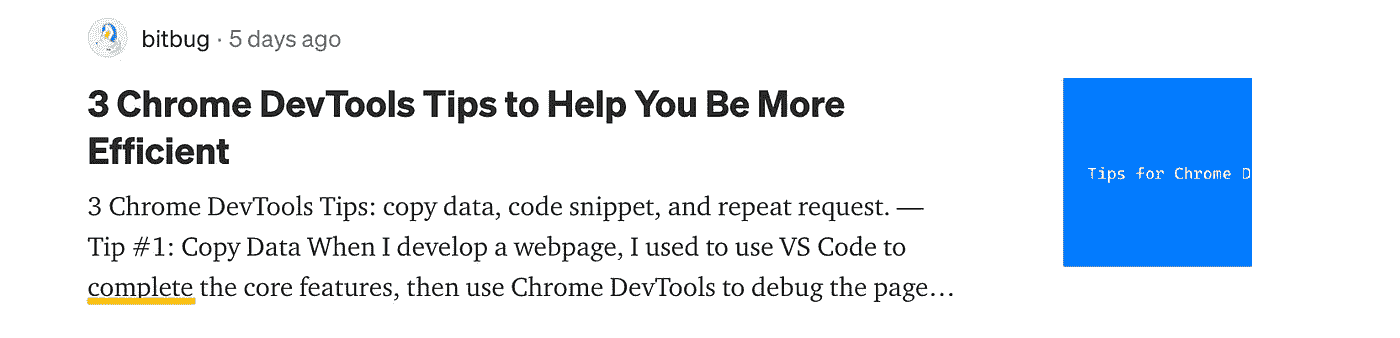 bitbug · 5 days ago
3 Chrome DevTools Tips to Help You Be More
Efficient
3 Chrome DevTools Tips: copy data, code snippet, and repeat request. —
Tip #1: Copy Data When I develop a webpage, I used to use VS Code to
complete the core features, then use Chrome DevTools to debug the page…
Tips for Chrome D